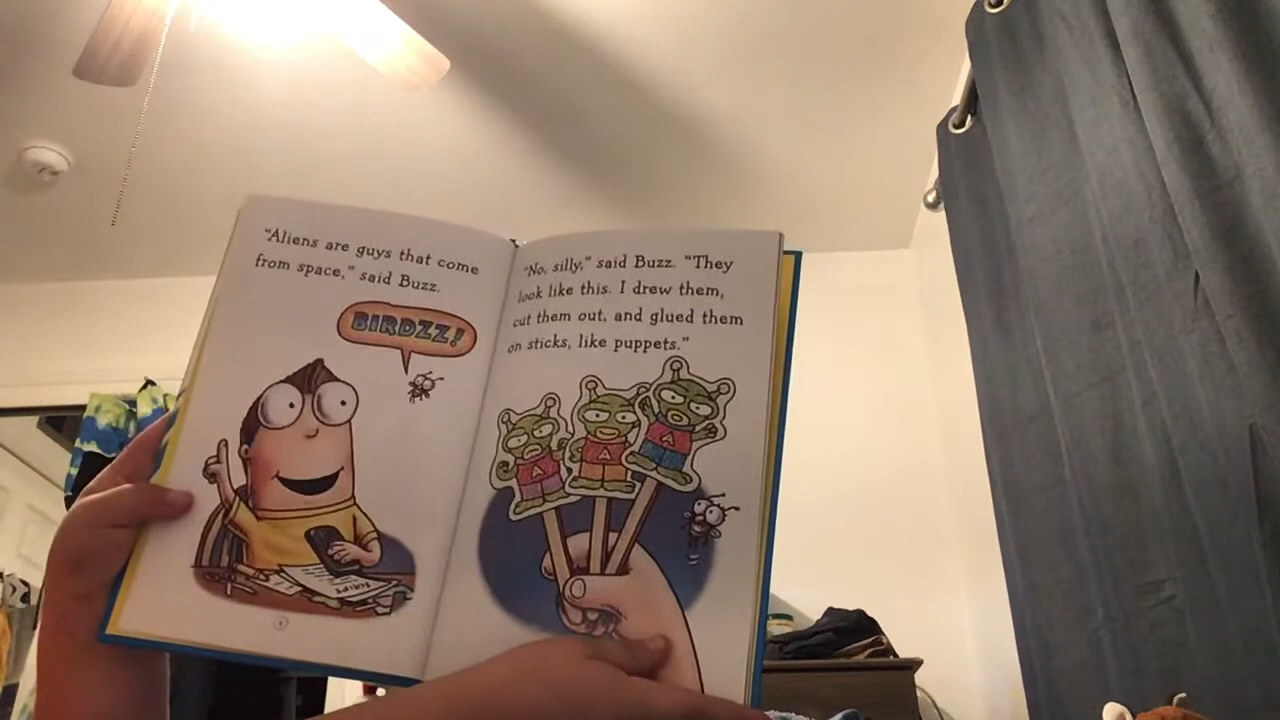 "Aliens are guys that come
from space," said Buzz.
BIRDZZ!
SCRIPT
"No, silly," said Buzz. "They
look like this. I drew them,
cut them out, and glued them
on sticks, like puppets."
A
A
A